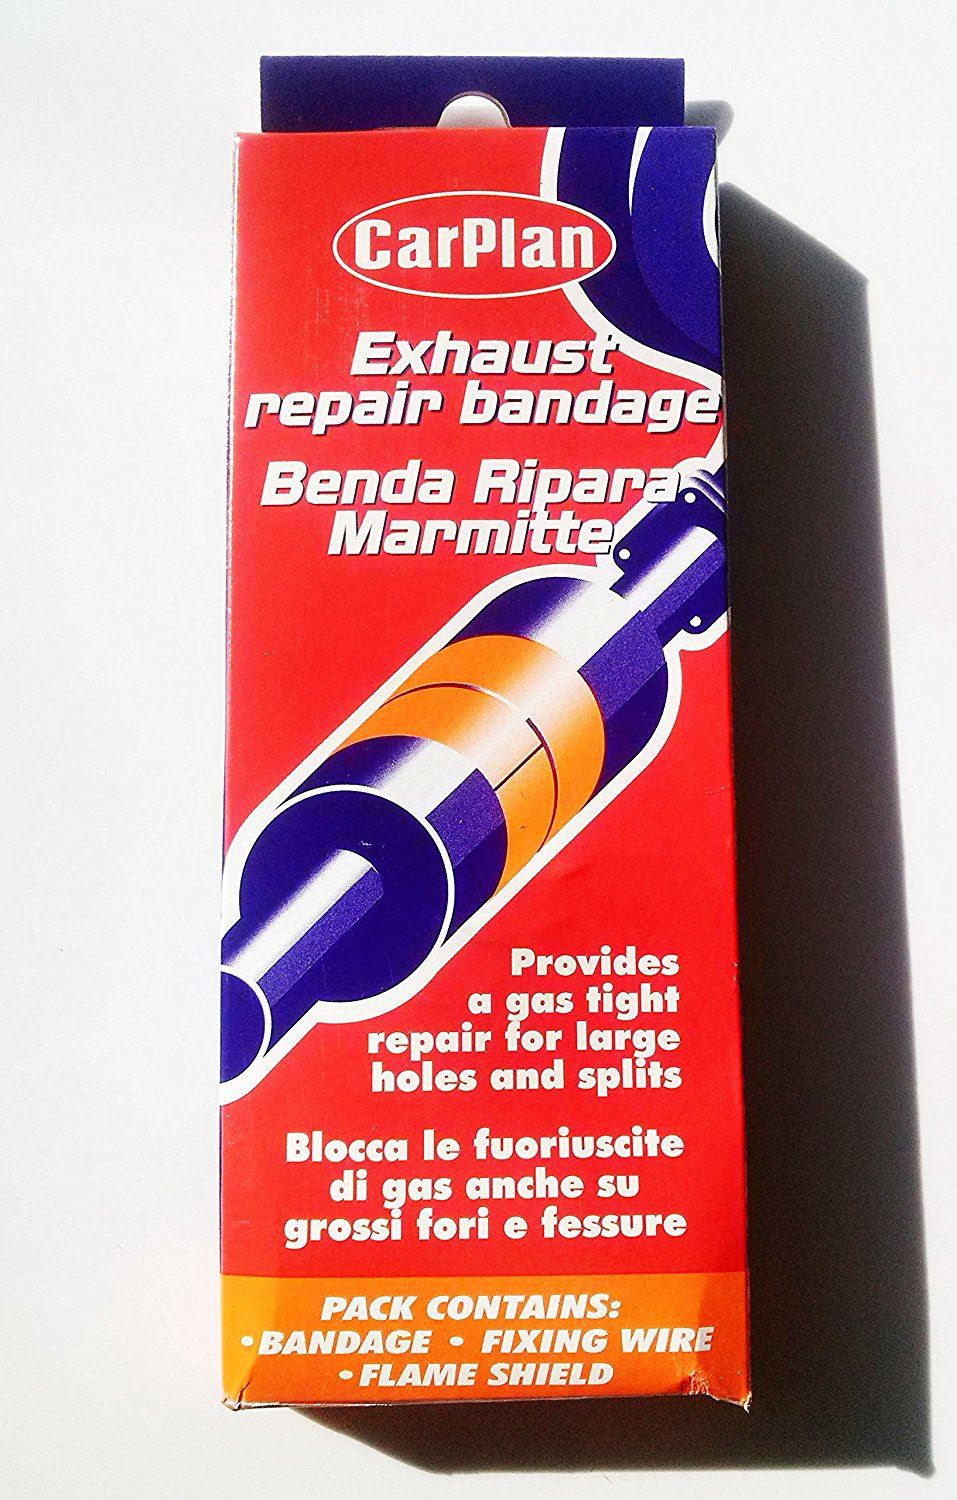 CarPlan
Exhaust
repair bandage
Benda Ripara
Marmitte
Provides
a gas tight
repair for large
holes and splits
Blocca le fuoriuscite
di gas anche su
grossi fori e fessure
PACK CONTAINS:
• BANDAGE • FIXING WIRE
• FLAME SHIELD